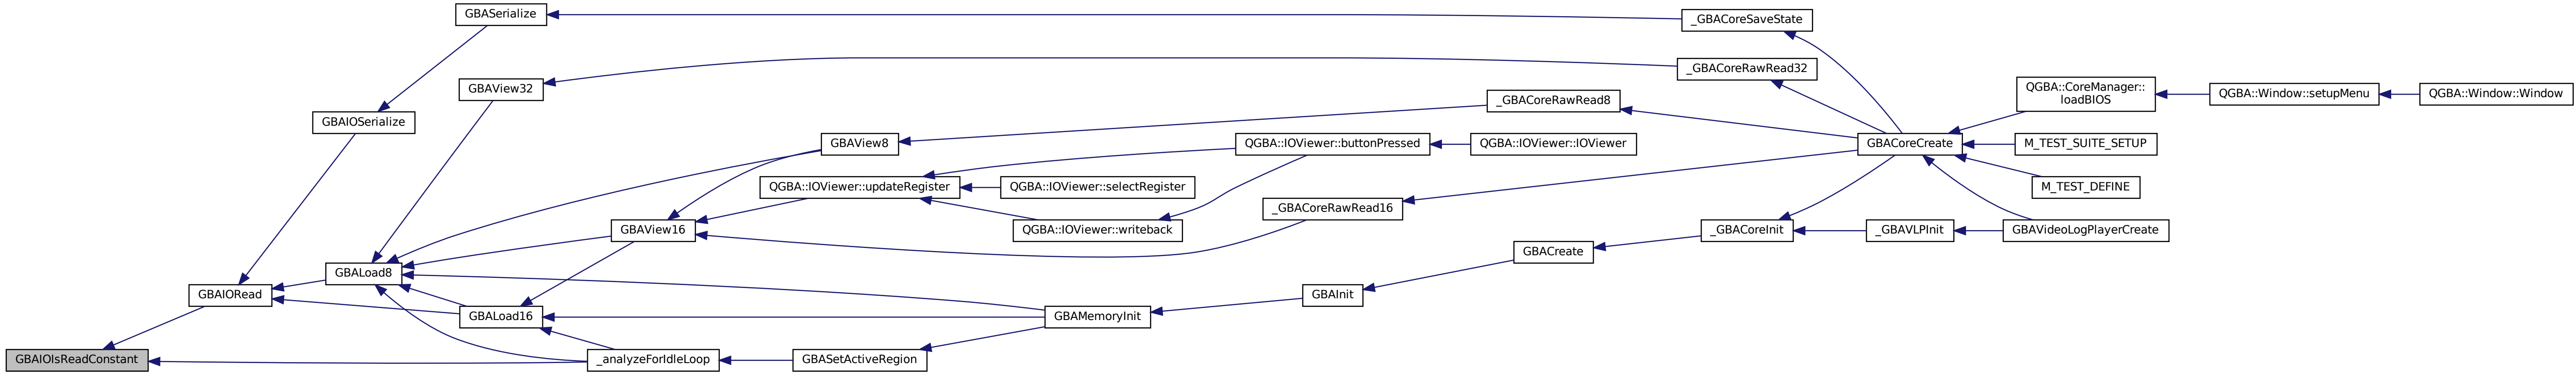 GBASerialize
_GBACoreSaveState
_GBACoreRawRead32
GBAView32
QGBA::CoreManager::
loadBIOS
QGBA::Window::setupMenu
QGBA::Window::Window
_GBACoreRawRead8
GBAIOSerialize
GBAView8
QGBA::IOViewer::buttonPressed
QGBA::IOViewer::IOViewer
GBACoreCreate
M_TEST_SUITE_SETUP
QGBA::IOViewer::updateRegister
QGBA::IOViewer::selectRegister
M_TEST_DEFINE
_GBACoreRawRead16
GBAView16
QGBA::IOViewer::writeback
_GBACoreInit
_GBAVLPInit
GBAVideoLogPlayerCreate
GBACreate
GBALoad8
GBAIORead
GBAInit
GBALoad16
GBAMemoryInit
GBAIOIsReadConstant
_analyzeForIdleLoop
GBASetActiveRegion